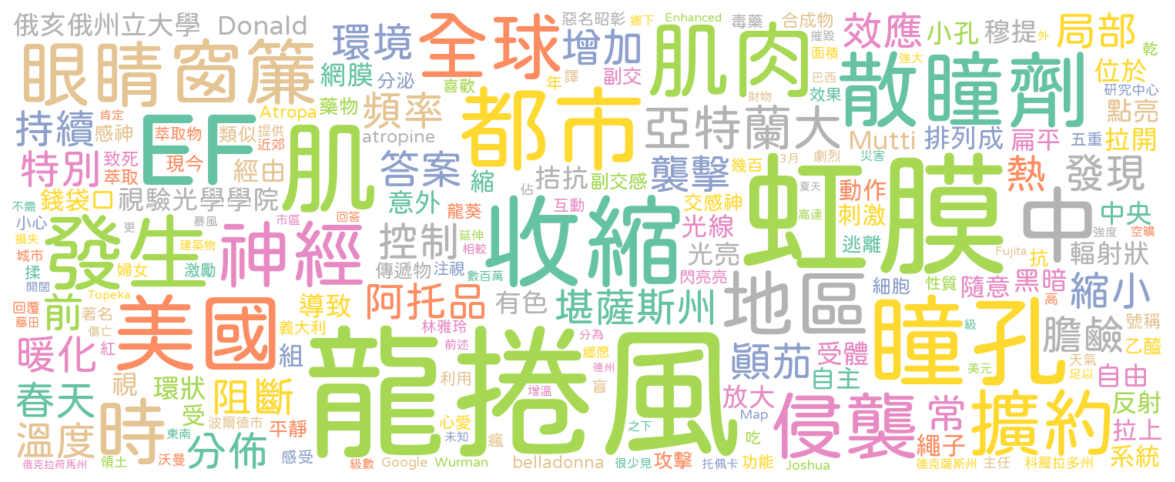 俄亥俄州立大學 Donald
眼睛窗簾
環境
全球
增加
肌肉
效應
小孔
穆提
局部
惡名昭彰
鄉下
Enhanced
摧毀
毒藥
合成物
面積
強大
外
乾
巴西
效果
研究中心
位於
網膜
分泌
喜歡
副交
年
譯
散瞳劑
點亮
持續
肯定
感神
Atropa
藥物
頻率
都市
財物
亞特蘭大
Mutti
排列成
扁平
五重
拉開
EF
萃取物
類似
提供
近郊
atropine
特別
致死
萃取
現今
經由
肌
答案
縮
拮抗
副交感
襲擊
幾百
3月
劇烈
災害
熱
發現
錢袋口
視驗光學學院
意外
龍葵
佔
互動
交感神
夏天
動作
刺激
高達
虹膜
中
中央
不需
小心
暴風
市區
回答
延伸
收縮
光線
逃離
強度
空曠
抗
輻射狀
發生
神經
控制
相較
光亮
Fujita
損失
城市
更
建築物
傳遞物
注視
數百萬
閃亮亮
細胞
性質
隨意
黑暗
縮小
揉
開闊
婦女
激勵
Topeka
美國
導致
阿托品
有色
堪薩斯州
地區
瞳孔
高
膽鹼
號稱
乙醯
回覆
藤田
前
著名
傷亡
義大利
龍捲風
林雅玲
前述
分為
鄉愿
德州
顛茄
受體
級
天氣
美元
足以
自主
自由
暖化
紅
組
利用
增溫
盲
視
環狀
阻斷
心愛
未知
放大
Map
吃
侵襲
常
擴約
反射
拉上
春天
受
波爾德市
平靜
瘋
之下
繩子
系統
溫度
時
東南
分佈
感受
很少見
攻擊
托佩卡
功能
俄克拉荷馬州
領土
沃曼
級數
Google
Wurman
belladonna
Joshua
德克薩斯州
主任
科羅拉多州